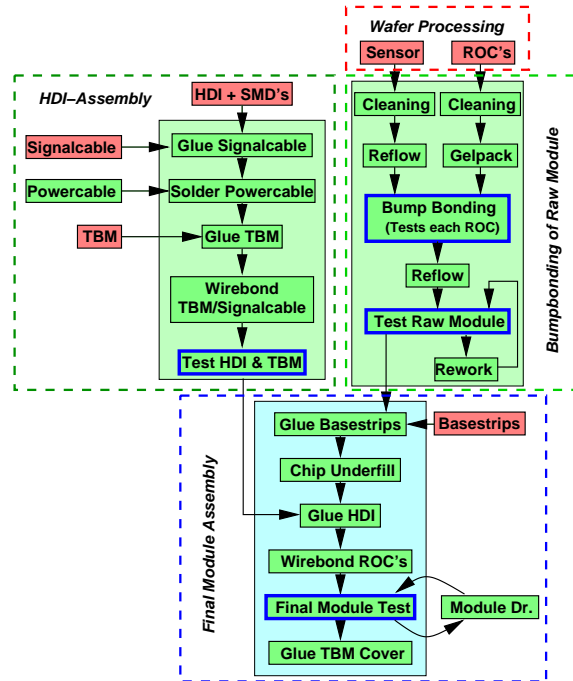 Wafer Processing
Sensor
ROC's
HDI–Assembly
HDI + SMD's
Signalcable
Glue Signalcable
Powercable
Solder Powercable
TBM
Glue TBM
Wirebond
TBM/Signalcable
Test HDI & TBM
Cleaning
Cleaning
Reflow
Gelpack
Bump Bonding
(Tests each ROC)
Reflow
Test Raw Module
Rework
Bumpbonding of Raw Module
Final Module Assembly
Glue Basestrips
Basestrips
Chip Underfill
Glue HDI
Wirebond ROC's
Final Module Test
Module Dr.
Glue TBM Cover